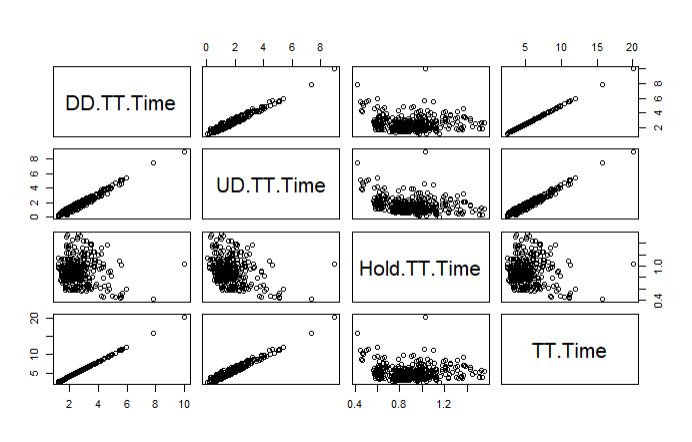 0 2 4 6 8
5 10 15 20
DD.TT.Time
2 4 6 8
0 2 4 6 8
UD.TT.Time
Hold.TT.Time
0.4 1.0
5 10 20
TT.Time
2 4 6 8 10
0.4 0.8 1.2